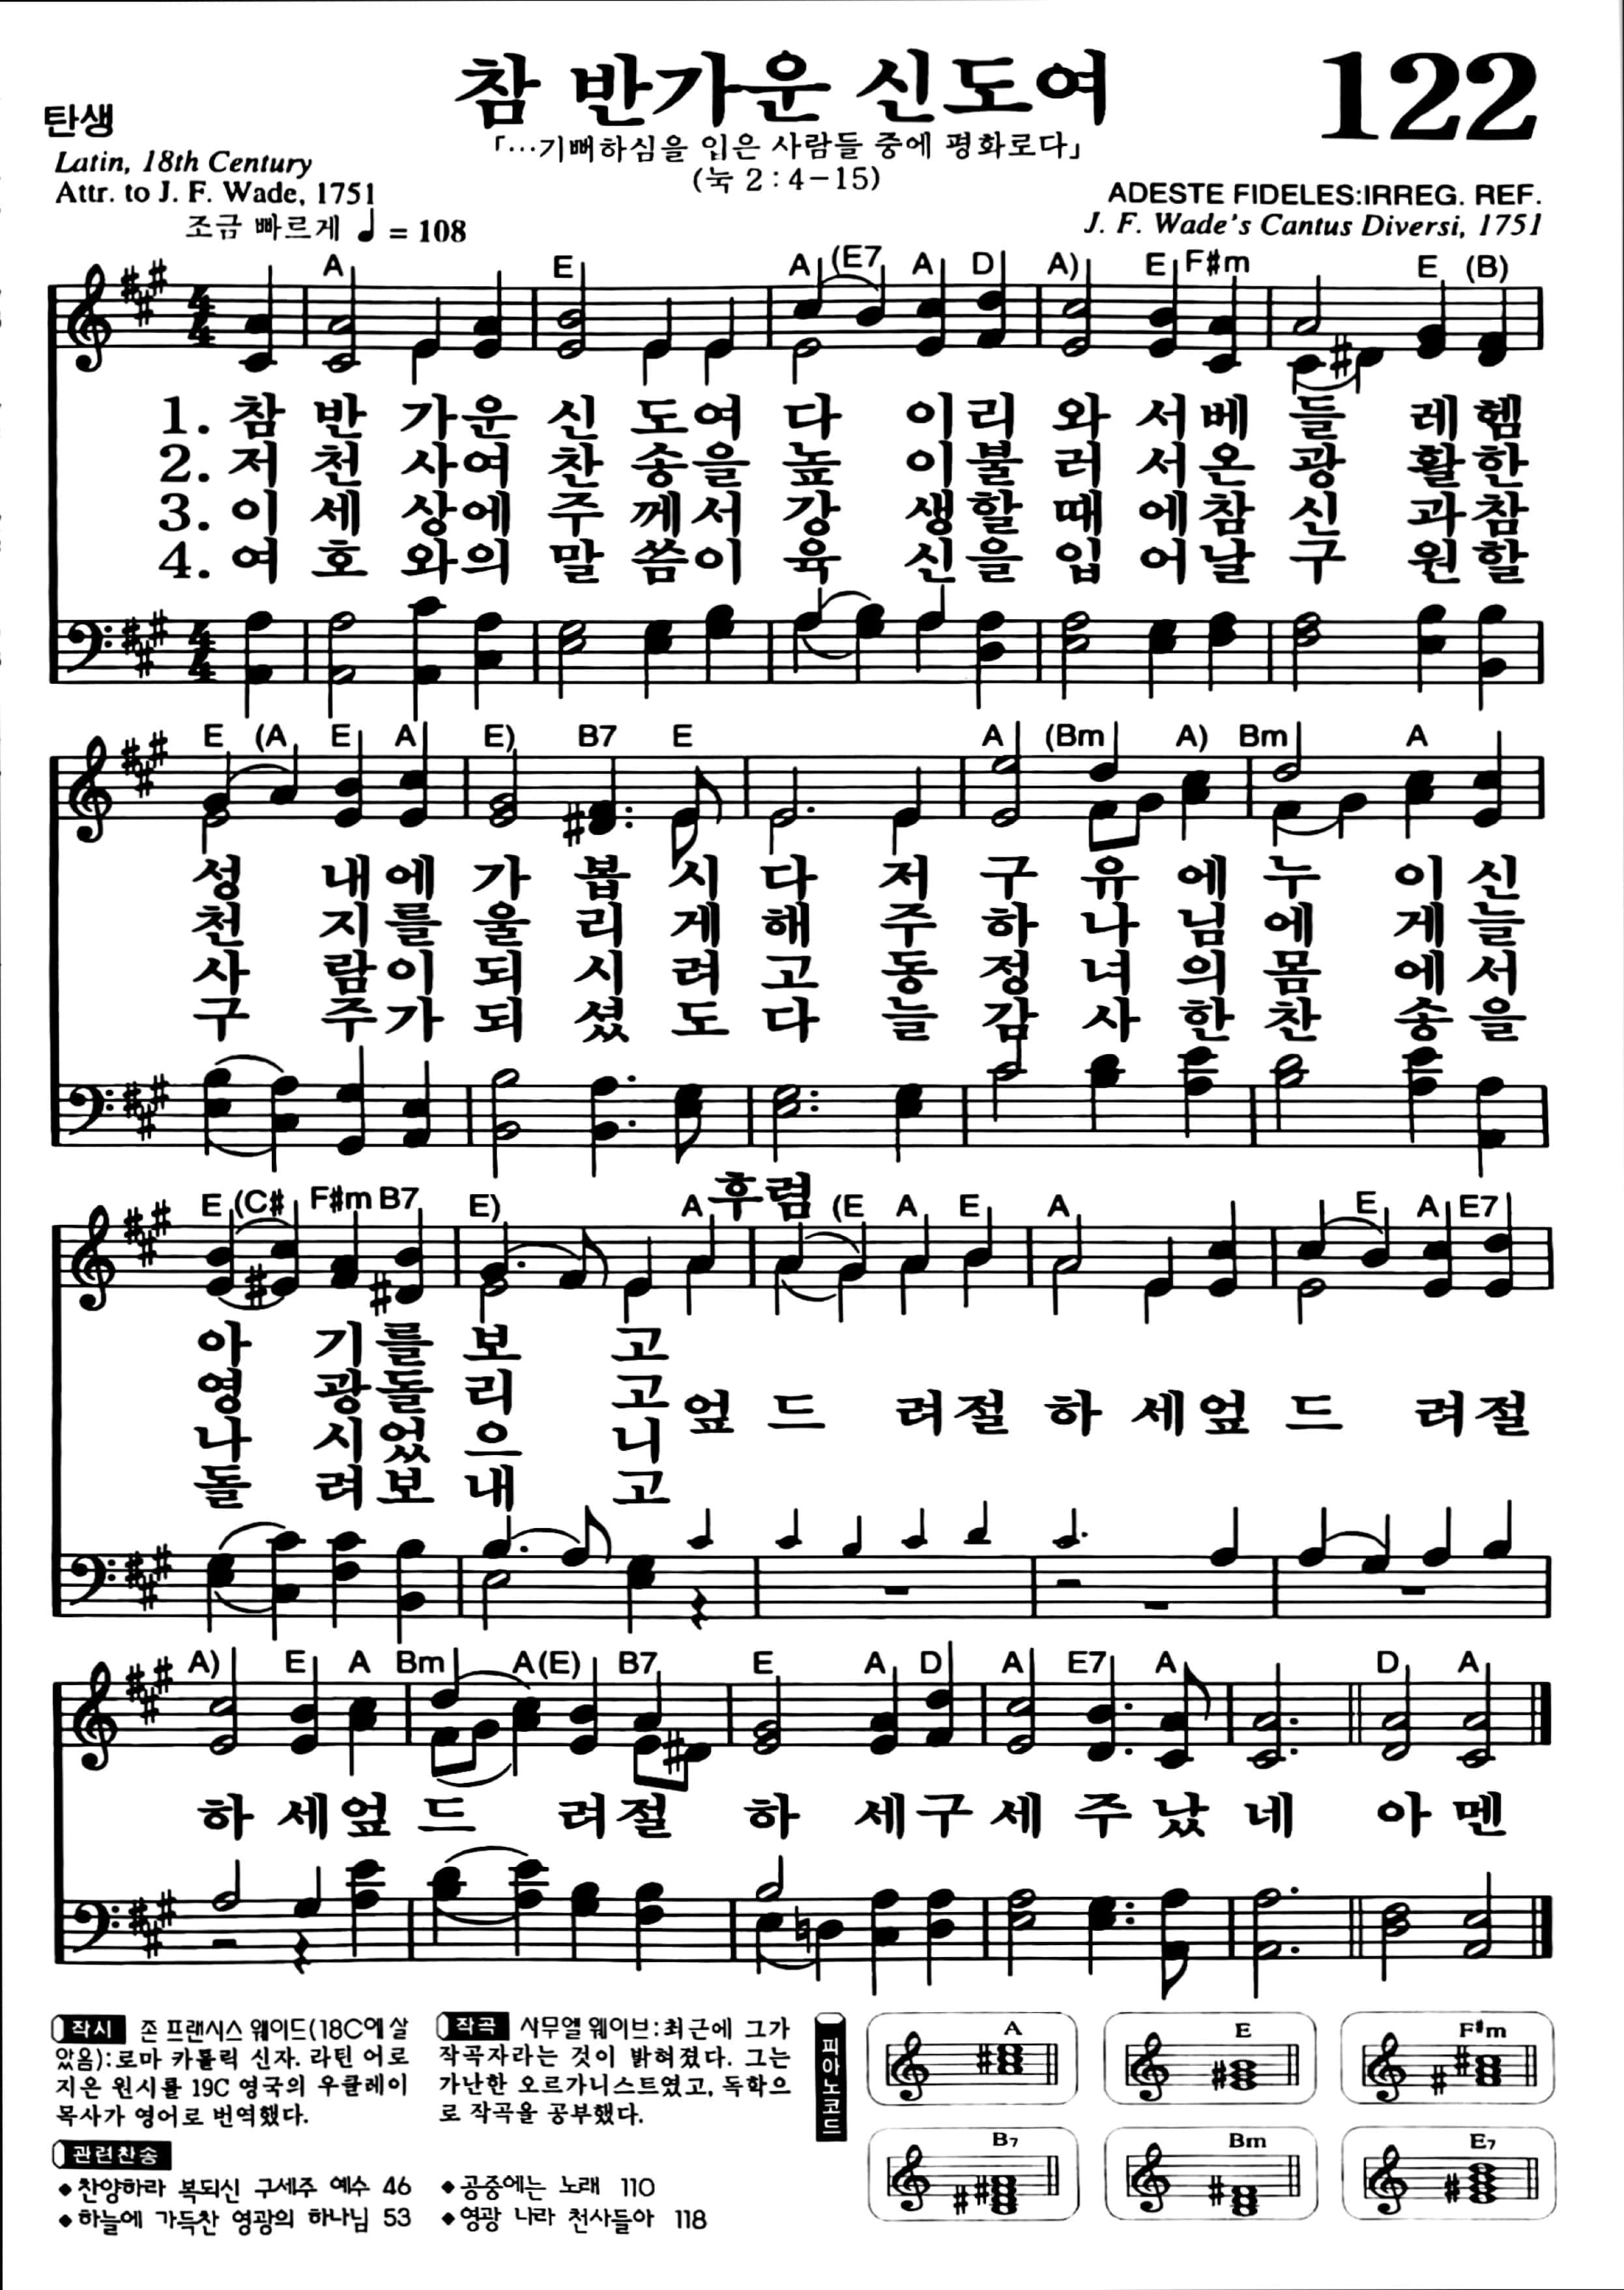 참 반가운 신도여
122
탄생
「…기뻐하심을 입은 사람들 중에 평화로다」
(눅 2 : 4－15)
Latin, 18th Century
Attr. to J. F. Wade, 1751
조금 빠르게 ♩ = 108
ADESTE FIDELES:IRREG. REF.
J. F. Wade's Cantus Diversi, 1751
A E A (E7 A D A) E F#m E (B)
1. 참 반 가운 신 도여 다 이리 와 서베 들 레헴
2. 저 천 사여 찬 송을 높 이불 러 서온 광 활한
3. 이 세 상에 주 께서 강 생할 때 에참 신 과참
4. 여 호 와의 말 씀이 육 신을 입 어날 구 원할
E (A E A E) B7 E A (Bm A) Bm A
성 내에 가 봅 시 다 저 구 유 에 누 이 신
천 지를 울 리 게 해 주 하 나 님 에 게 늘
사 람이 되 시 려 고 동 정 녀 의 몸 에 서
구 주가 되 셨 도 다 늘 감 사 한 찬 송 을
후렴
E (C# F#m B7 E) A (E A E A E A E7
아 기를 보 고
영 광돌 리 고
나 시었 으 니
돌 려보 내 고
엎 드 려절 하 세엎 드 려절
A) E A Bm A(E) B7 E A D A E7 A D A
하 세엎 드 려절 하 세구 세 주 났 네 아 멘
작시 존 프랜시스 웨이드(18C에 살
았음):로마 카톨릭 신자. 라틴 어로
지은 원시를 19C 영국의 우클레이
목사가 영어로 번역했다.
작곡 사무엘 웨이브:최근에 그가
작곡자라는 것이 밝혀졌다. 그는
가난한 오르가니스트였고, 독학으
로 작곡을 공부했다.
관련찬송
◆찬양하라 복되신 구세주 예수 46
◆하늘에 가득찬 영광의 하나님 53
◆공중에는 노래 110
◆영광 나라 천사들아 118
피아노코드
A E F#m
B7 Bm E7